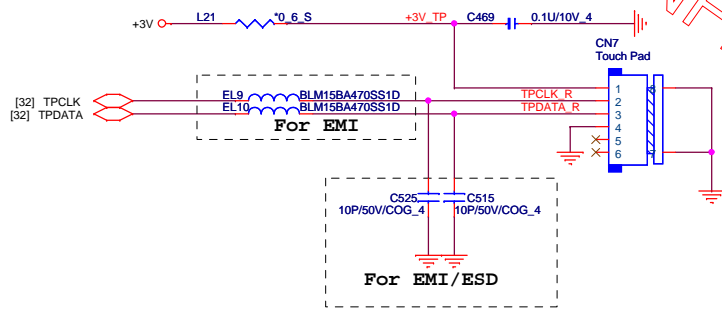 +3V L21 *0_6_S +3V_TP C469 0.1U/10V_4
CN7
Touch Pad
[32] TPCLK EL9 BLM15BA470SS1D TPCLK_R
[32] TPDATA EL10 BLM15BA470SS1D TPDATA_R
For EMI
1
2
3
4
5
6
8
7
C525 C515
10P/50V/COG_4 10P/50V/COG_4
For EMI/ESD